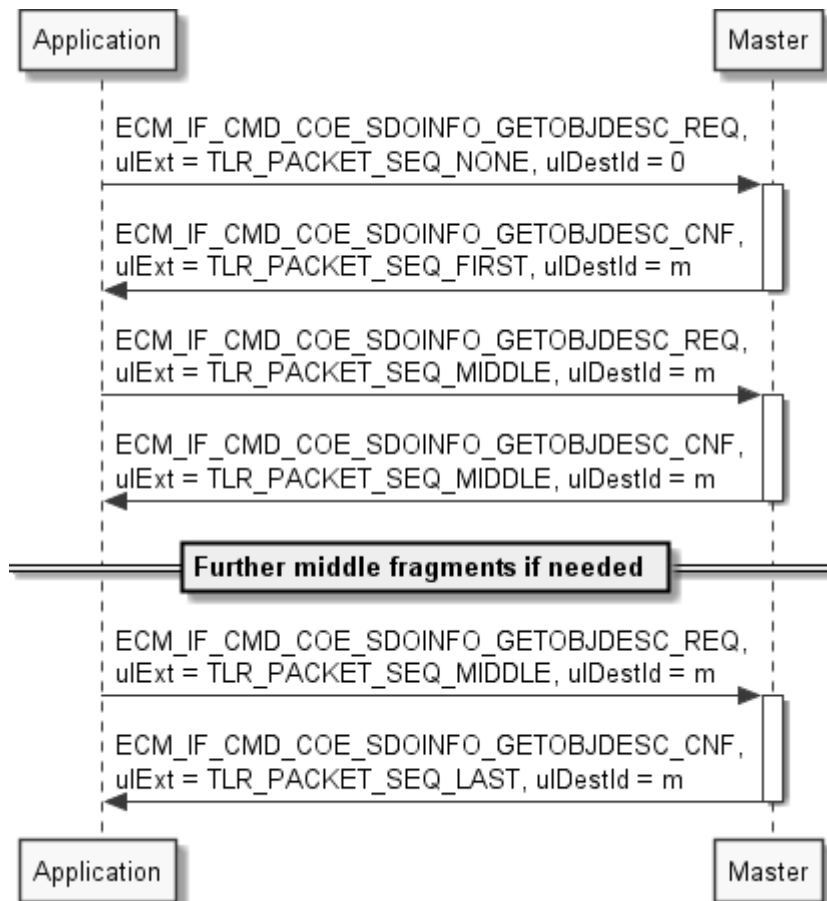 Application Master
ECM_IF_CMD_COE_SDOINFO_GETOBJDESC_REQ,
ulExt = TLR_PACKET_SEQ_NONE, ulDestId = 0
ECM_IF_CMD_COE_SDOINFO_GETOBJDESC_CNF,
ulExt = TLR_PACKET_SEQ_FIRST, ulDestId = m
ECM_IF_CMD_COE_SDOINFO_GETOBJDESC_REQ,
ulExt = TLR_PACKET_SEQ_MIDDLE, ulDestId = m
ECM_IF_CMD_COE_SDOINFO_GETOBJDESC_CNF,
ulExt = TLR_PACKET_SEQ_MIDDLE, ulDestId = m
Further middle fragments if needed
ECM_IF_CMD_COE_SDOINFO_GETOBJDESC_REQ,
ulExt = TLR_PACKET_SEQ_MIDDLE, ulDestId = m
ECM_IF_CMD_COE_SDOINFO_GETOBJDESC_CNF,
ulExt = TLR_PACKET_SEQ_LAST, ulDestId = m
Application Master